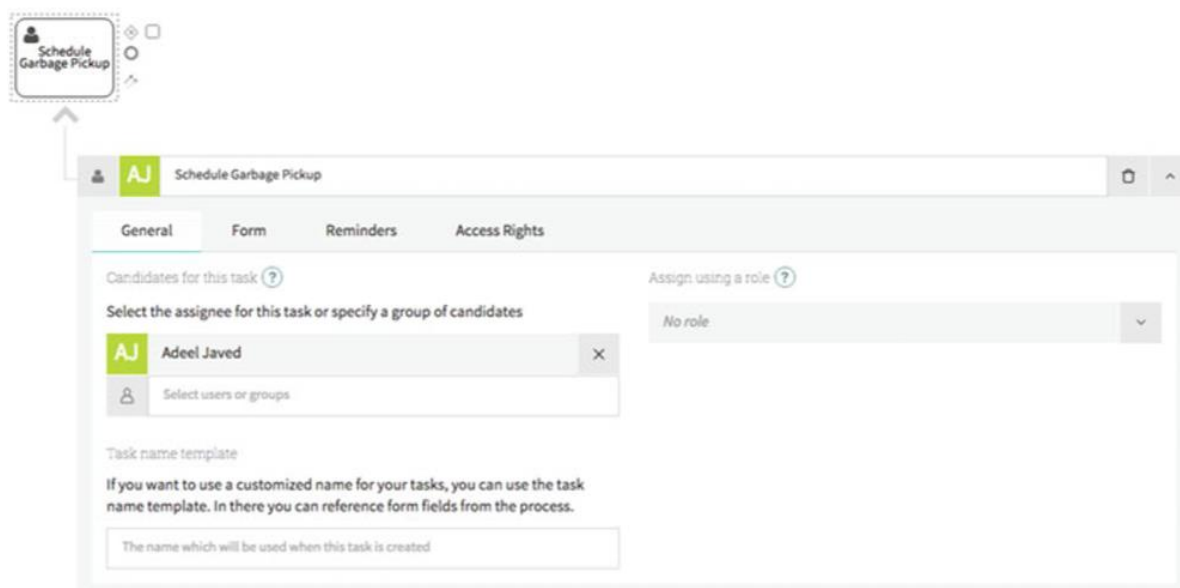 Schedule
Garbage Pickup
AJ Schedule Garbage Pickup
General Form Reminders Access Rights
Candidates for this task ?
Select the assignee for this task or specify a group of candidates
AJ Adeel Javed
Select users or groups
Assign using a role ?
No role
Task name template
If you want to use a customized name for your tasks, you can use the task
name template. In there you can reference form fields from the process.
The name which will be used when this task is created